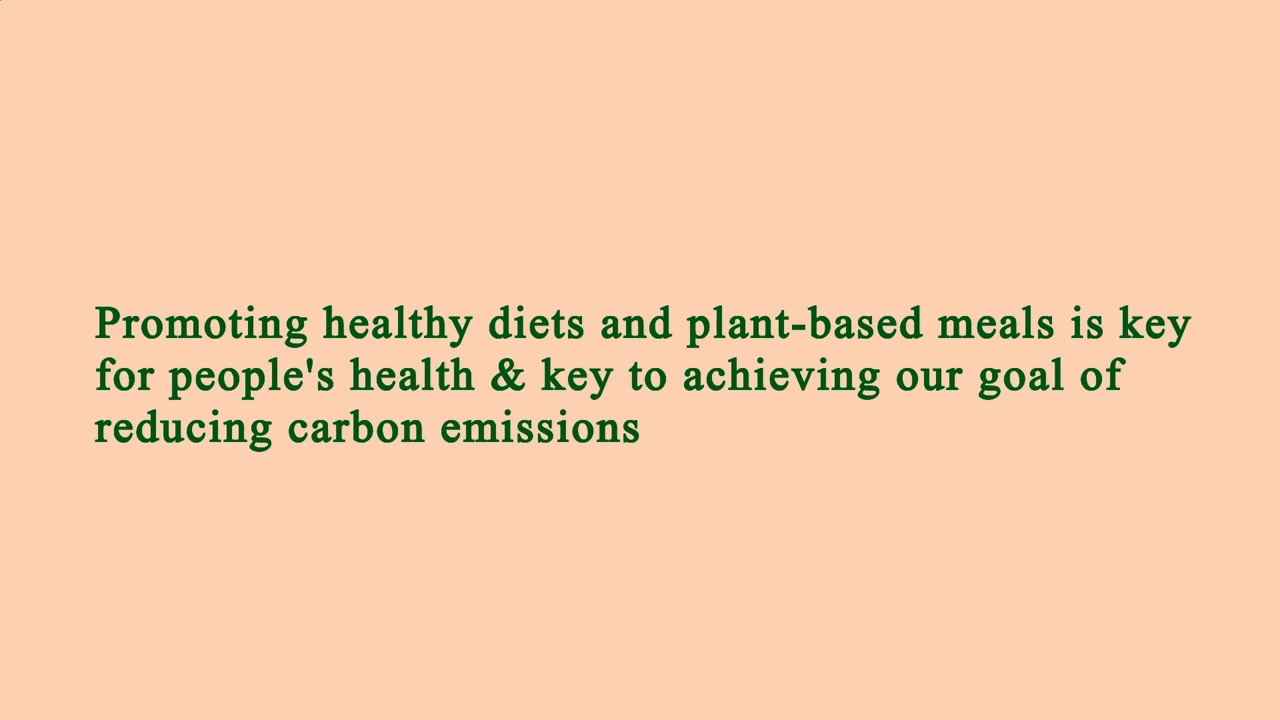 Promoting healthy diets and plant-based meals is key
for people's health & key to achieving our goal of
reducing carbon emissions